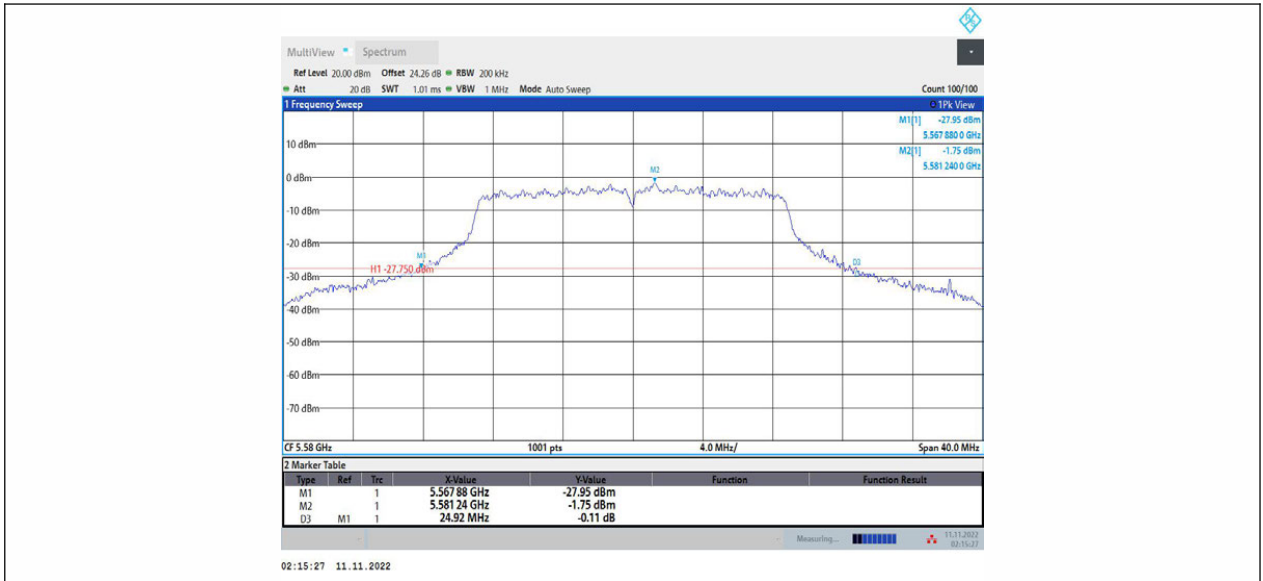 MultiView Spectrum
Ref Level 20.00 dBm Offset 24.26 dB RBW 200 kHz
Att 20 dB SWT 1.01 ms VBW 1 MHz Mode Auto Sweep Count 100/100
1 Frequency Sweep 1Pk View
M1[1] -27.95 dBm
5.567 880 0 GHz
10 dBm
M2[1] -1.75 dBm
5.581 240 0 GHz
0 dBm
M2
-10 dBm
-20 dBm
M1
D3
H1 -27.750 dBm
-30 dBm
-40 dBm
-50 dBm
-60 dBm
-70 dBm
CF 5.58 GHz 1001 pts 4.0 MHz/ Span 40.0 MHz
2 Marker Table
Type Ref Trc X-Value Y-Value Function Function Result
M1 1 5.567 88 GHz -27.95 dBm
M2 1 5.581 24 GHz -1.75 dBm
D3 M1 1 24.92 MHz -0.11 dB
Measuring... 11.11.2022
02:15:27
02:15:27 11.11.2022